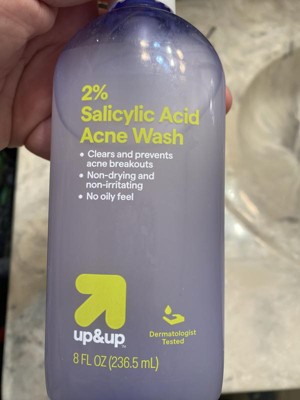 2%
Salicylic Acid
Acne Wash
• Clears and prevents
acne breakouts
• Non-drying and
non-irritating
• No oily feel
up&up™
Dermatologist
Tested
8 FL OZ (236.5 mL)